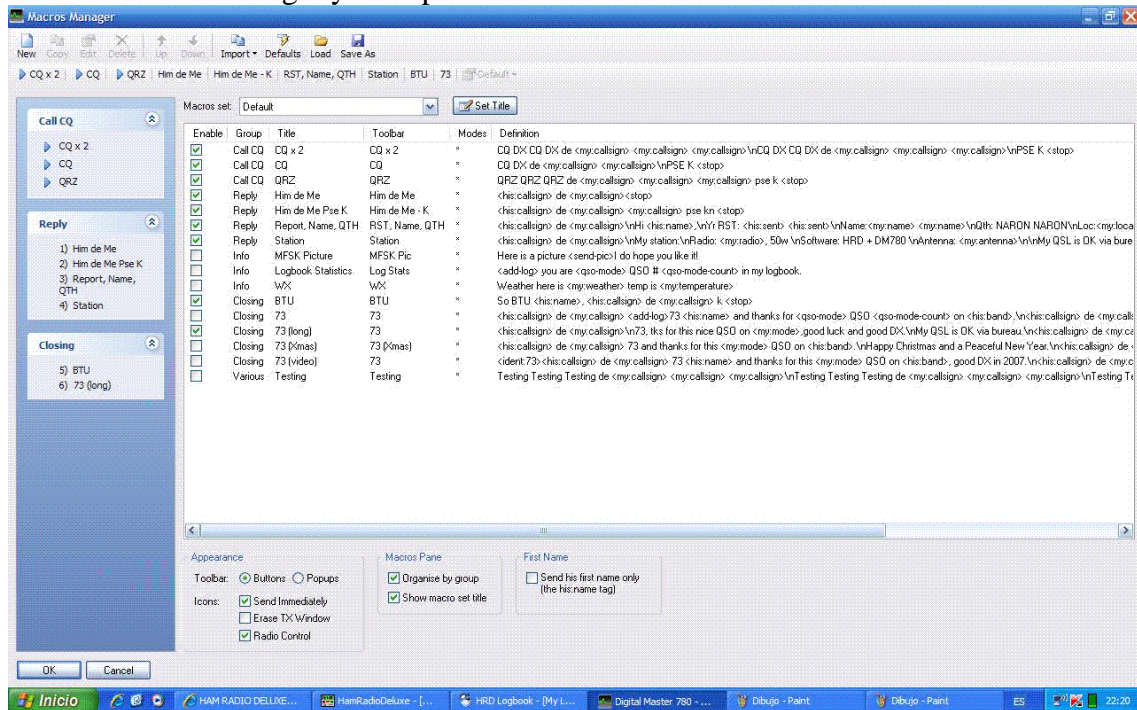 Macros Manager
New Copy Edit Delete Up Down Import Defaults Load Save As
CQ x 2 CQ QRZ Him de Me Him de Me - K RST, Name, QTH Station BTU 73 Default
Macros set: Default Set Title
Call CQ
CQ x 2
CQ
QRZ
Reply
1) Him de Me
2) Him de Me Pse K
3) Report, Name,
QTH
4) Station
Closing
5) BTU
6) 73 (long)
Enable Group Title Toolbar Modes Definition
Call CQ CQ x 2 CQ x 2 * CQ DX CQ DX de <my:callsign> <my:callsign> <my:callsign>\nCQ DX CQ DX de <my:callsign> <my:callsign> <my:callsign>\nPSE K <stop>
Call CQ CQ CQ * CQ DX de <my:callsign> <my:callsign>\nPSE K <stop>
Call CQ QRZ QRZ * QRZ QRZ QRZ de <my:callsign> <my:callsign> <my:callsign> pse k <stop>
Reply Him de Me Him de Me * <his:callsign> de <my:callsign><stop>
Reply Him de Me Pse K Him de Me - K * <his:callsign> de <my:callsign> <my:callsign> pse kn <stop>
Reply Report, Name, QTH RST, Name, QTH * <his:callsign> de <my:callsign>\nHi <his:name>,\nYr RST: <his:sent> <his:sent>\nName:<my:name> <my:name>\nQth: NARON NARON\nLoc:<my:loca
Reply Station Station * <his:callsign> de <my:callsign>\nMy station:\nRadio: <my:radio>, 50w \nSoftware: HRD + DM780 \nAntenna: <my:antenna>\n\nMy QSL is OK via bure
Info MFSK Picture MFSK Pic * Here is a picture <send-pic>I do hope you like it!
Info Logbook Statistics Log Stats * <add-log> you are <qso-mode> QSO # <qso-mode-count> in my logbook.
Info WX WX * Weather here is <my:weather> temp is <my:temperature>
Closing BTU BTU * So BTU <his:name>, <his:callsign> de <my:callsign> k <stop>
Closing 73 73 * <his:callsign> de <my:callsign> <add-log>73 <his:name> and thanks for <qso-mode> QSO <qso-mode-count> on <his:band>,\n<his:callsign> de <my:calls
Closing 73 (long) 73 * <his:callsign> de <my:callsign>\n73, tks for this nice QSO on <my:mode>,good luck and good DX.\nMy QSL is OK via bureau.\n<his:callsign> de <my:ca
Closing 73 (Xmas) 73 (Xmas) * <his:callsign> de <my:callsign> 73 and thanks for this <my:mode> QSO on <his:band>.\nHappy Christmas and a Peaceful New Year.\n<his:callsign> de <
Closing 73 (video) 73 * <ident:73><his:callsign> de <my:callsign> 73 <his:name> and thanks for this <my:mode> QSO on <his:band>, good DX in 2007.\n<his:callsign> de <my:c
Various Testing Testing * Testing Testing Testing de <my:callsign> <my:callsign> <my:callsign>\nTesting Testing Testing de <my:callsign> <my:callsign> <my:callsign>\nTesting Te
Appearance
Toolbar: Buttons Popups
Icons: Send Immediately
Erase TX Window
Radio Control
Macros Pane
Organise by group
Show macro set title
First Name
Send his first name only
(the his:name tag)
OK Cancel
Inicio HAM RADIO DELUXE... HamRadioDeluxe - [... HRD Logbook - [My L... Digital Master 780 - ... Dibujo - Paint Dibujo - Paint ES 22:20